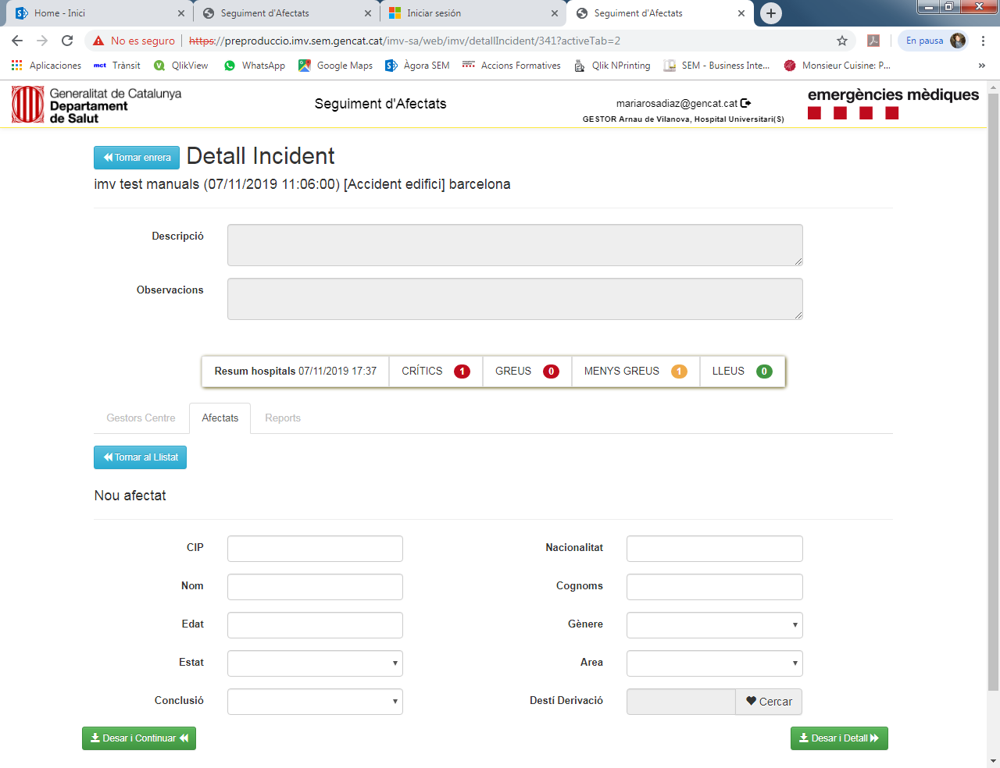 Home - Inici
Seguiment d'Afectats
Iniciar sesión
Seguiment d'Afectats
No es seguro
https://preproduccio.imv.sem.gencat.cat/imv-sa/web/imv/detallIncident/341?activeTab=2
En pausa
Aplicaciones
mct Trànsit
QlikView
WhatsApp
Google Maps
Àgora SEM
Accions Formatives
Qlik NPrinting
SEM - Business Inte...
Monsieur Cuisine: P...
Generalitat de Catalunya
Departament
de Salut
Seguiment d'Afectats
mariarosadiaz@gencat.cat
GESTOR Arnau de Vilanova, Hospital Universitari(S)
emergències mèdiques
Tornar enrera
Detall Incident
imv test manuals (07/11/2019 11:06:00) [Accident edifici] barcelona
Descripció
Observacions
Resum hospitals 07/11/2019 17:37
CRÍTICS 1
GREUS 0
MENYS GREUS 1
LLEUS 0
Gestors Centre
Afectats
Reports
Tornar al Llistat
Nou afectat
CIP
Nacionalitat
Nom
Cognoms
Edat
Gènere
Estat
Area
Conclusió
Destí Derivació
Cercar
Desar i Continuar
Desar i Detall